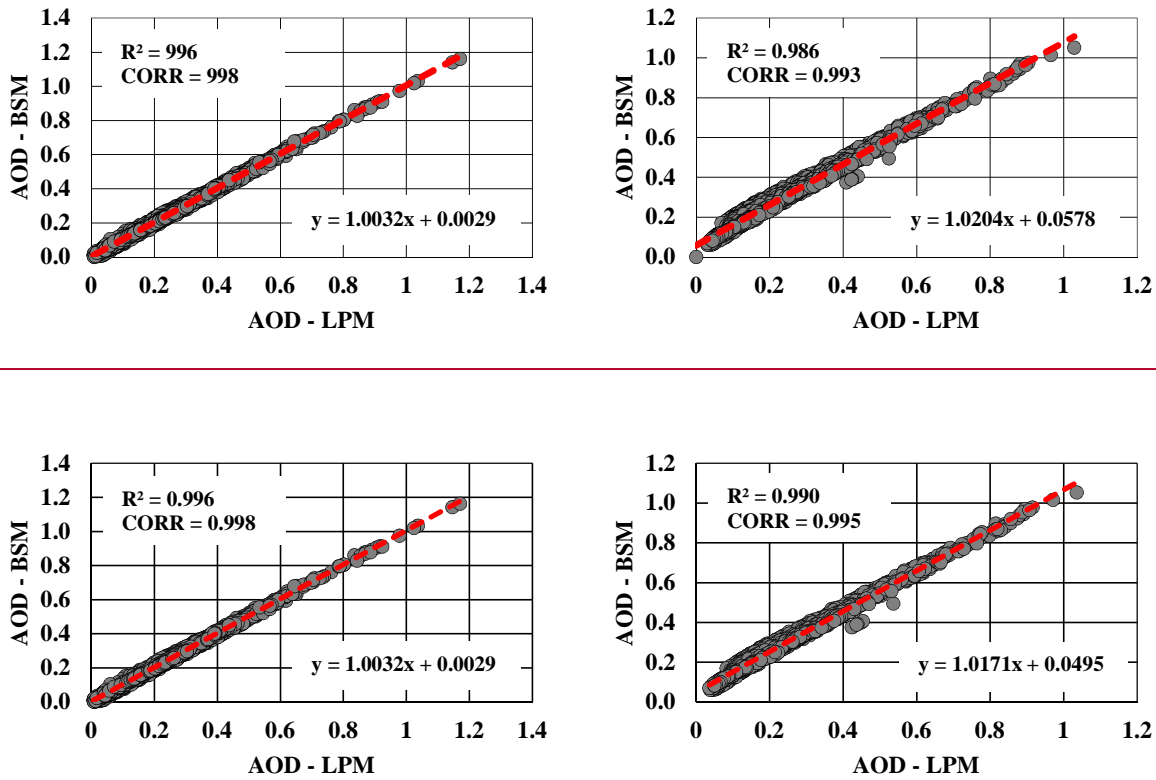 1.4
1.2
1.0
0.8
0.6
0.4
0.2
0.0
AOD - BSM
R² = 996
CORR = 998
y = 1.0032x + 0.0029
0 0.2 0.4 0.6 0.8 1 1.2 1.4
AOD - LPM
1.2
1.0
0.8
0.6
0.4
0.2
0.0
AOD - BSM
R² = 0.986
CORR = 0.993
y = 1.0204x + 0.0578
0 0.2 0.4 0.6 0.8 1 1.2
AOD - LPM
1.4
1.2
1.0
0.8
0.6
0.4
0.2
0.0
AOD - BSM
R² = 0.996
CORR = 0.998
y = 1.0032x + 0.0029
0 0.2 0.4 0.6 0.8 1 1.2 1.4
AOD - LPM
1.2
1.0
0.8
0.6
0.4
0.2
0.0
AOD - BSM
R² = 0.990
CORR = 0.995
y = 1.0171x + 0.0495
0 0.2 0.4 0.6 0.8 1 1.2
AOD - LPM